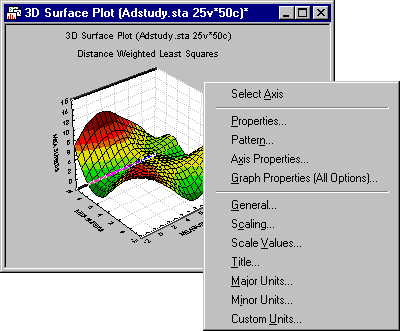 3D Surface Plot (Adstudy.sta 25v*50c)*
3D Surface Plot (Adstudy.sta 25v*50c)
Distance Weighted Least Squares
Select Axis
Properties...
Pattern...
Axis Properties...
Graph Properties (All Options)...
General...
Scaling...
Scale Values...
Title...
Major Units...
Minor Units...
Custom Units...